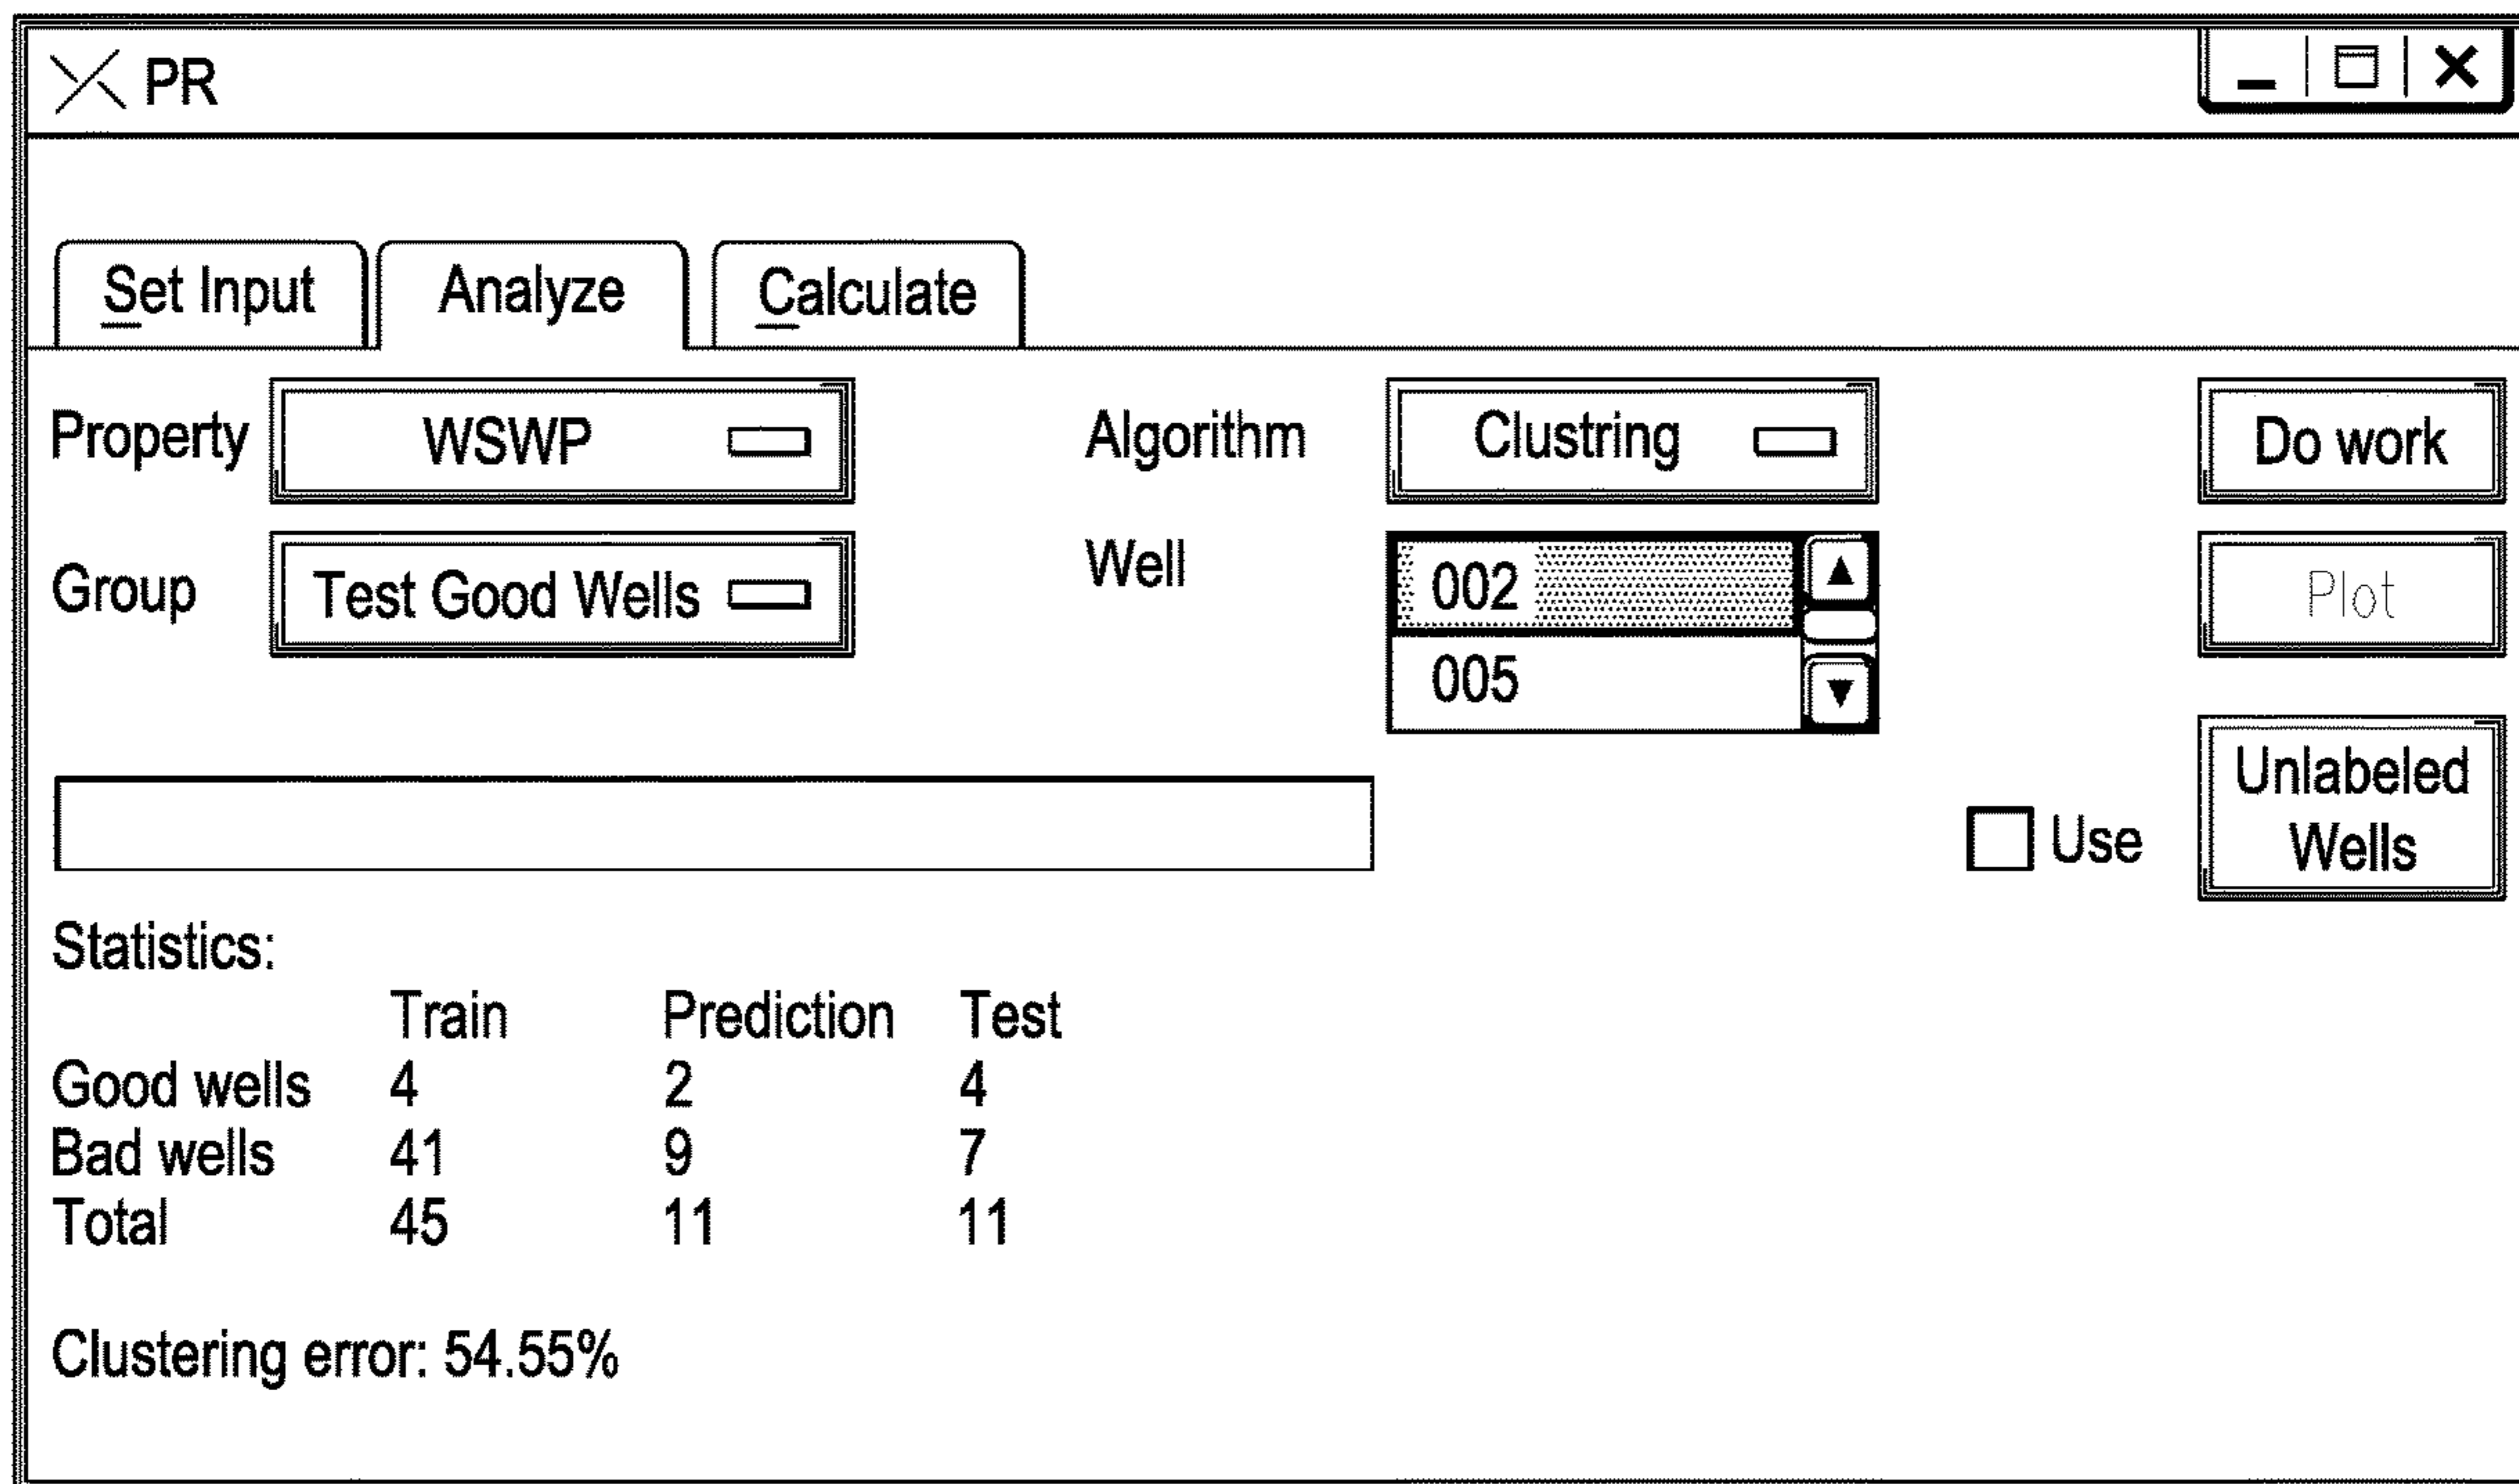 PR
Set Input Analyze Calculate
Property WSWP Algorithm Clustring Do work
Group Test Good Wells Well 002 Plot
005
Unlabeled
Use Wells
Statistics:
Train Prediction Test
Good wells 4 2 4
Bad wells 41 9 7
Total 45 11 11
Clustering error: 54.55%